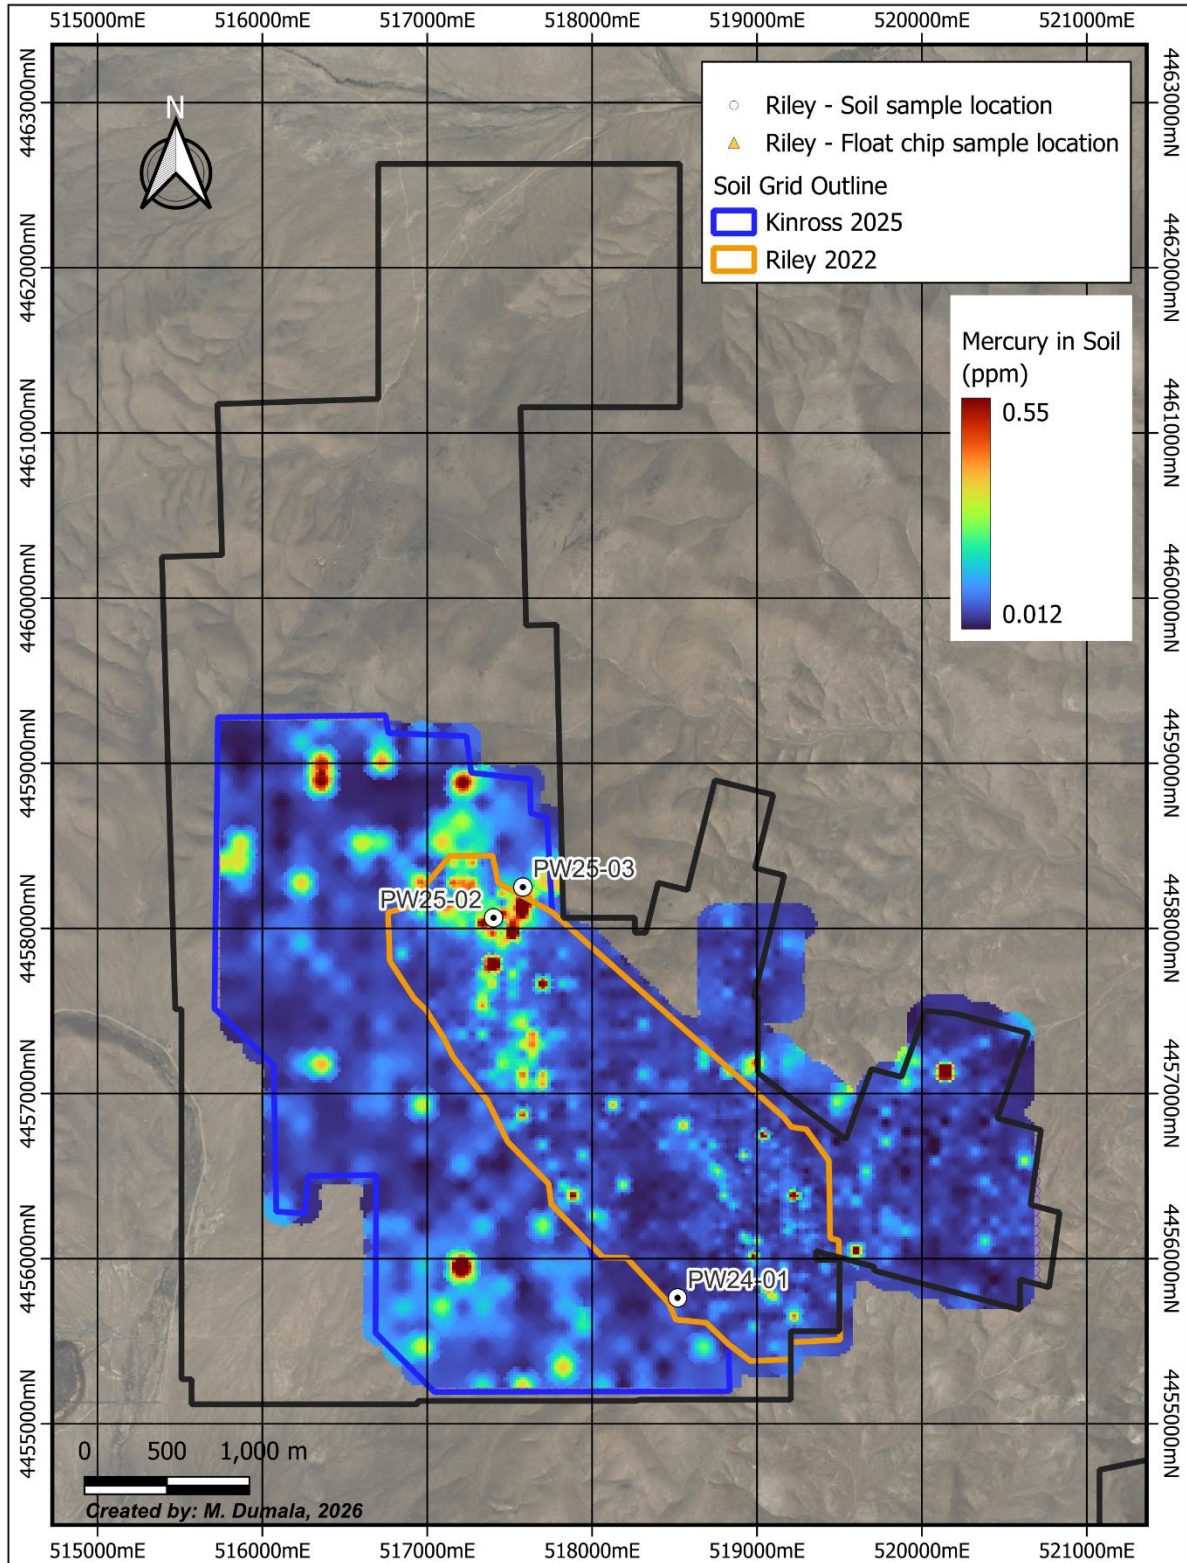 515000mE 516000mE 517000mE 518000mE 519000mE 520000mE 521000mE
4463000mN
4462000mN
4461000mN
4460000mN
4459000mN
4458000mN
4457000mN
4456000mN
4455000mN
N
Riley - Soil sample location
Riley - Float chip sample location
Soil Grid Outline
Kinross 2025
Riley 2022
Mercury in Soil
(ppm)
0.55
0.012
PW25-03
PW25-02
PW24-01
0 500 1,000 m
Created by: M. Dumala, 2026
4463000mN
4462000mN
4461000mN
4460000mN
4459000mN
4458000mN
4457000mN
4456000mN
4455000mN
515000mE 516000mE 517000mE 518000mE 519000mE 520000mE 521000mE